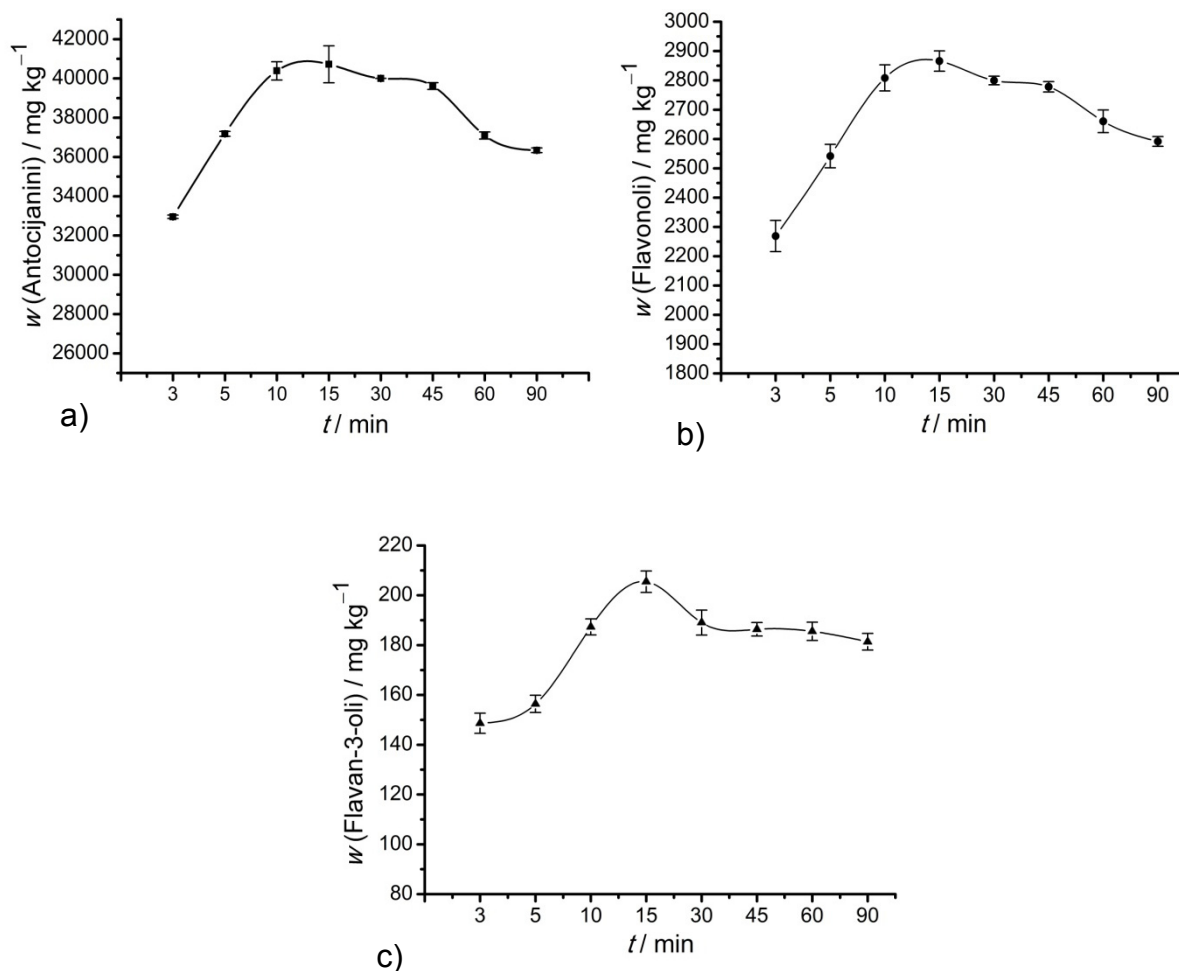 42000
40000
38000
36000
34000
32000
30000
28000
26000
w (Antocijanini) / mg kg⁻¹
3 5 10 15 30 45 60 90
t / min
a)
3000
2900
2800
2700
2600
2500
2400
2300
2200
2100
2000
1900
1800
w (Flavonoli) / mg kg⁻¹
3 5 10 15 30 45 60 90
t / min
b)
220
200
180
160
140
120
100
80
w (Flavan-3-oli) / mg kg⁻¹
3 5 10 15 30 45 60 90
t / min
c)